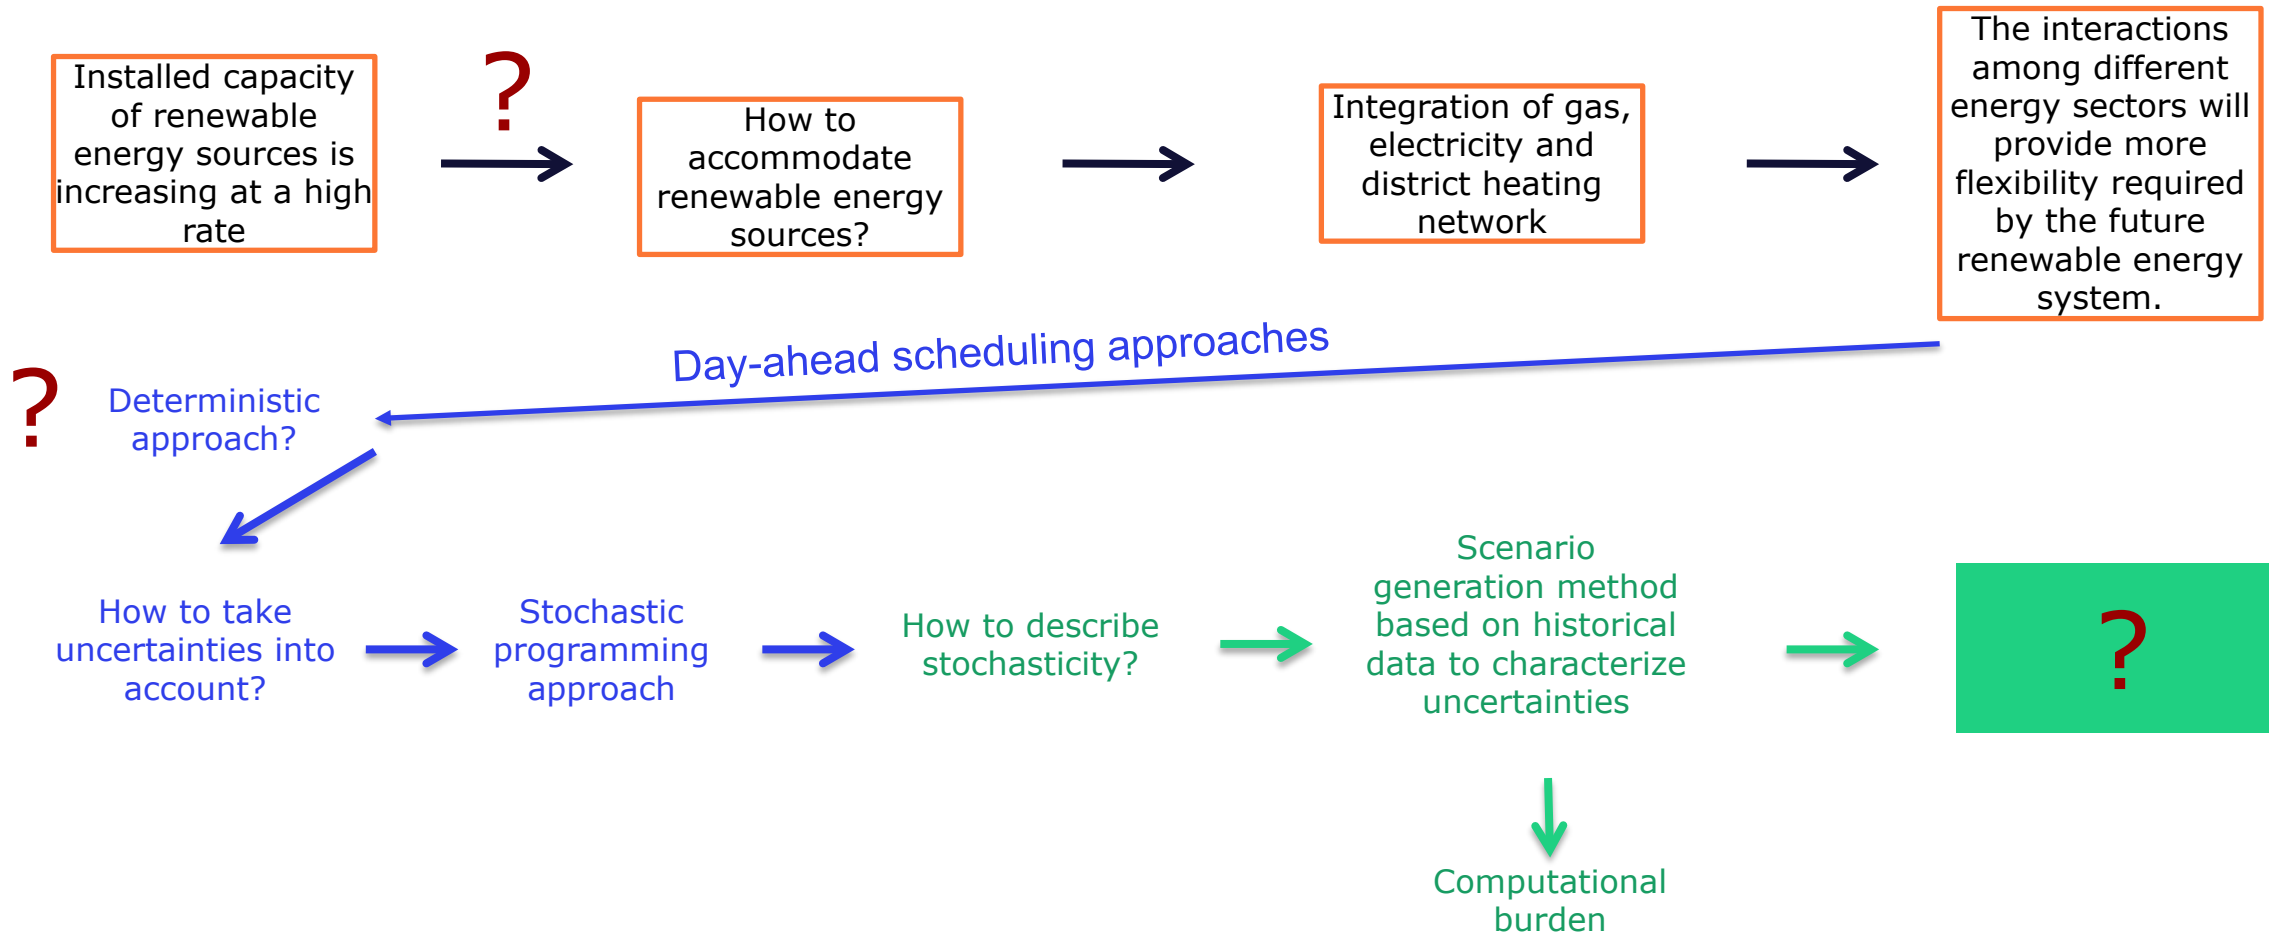 Installed capacity
of renewable
energy sources is
increasing at a high
rate
?
How to
accommodate
renewable energy
sources?
Integration of gas,
electricity and
district heating
network
The interactions
among different
energy sectors will
provide more
flexibility required
by the future
renewable energy
system.
Day-ahead scheduling approaches
?
Deterministic
approach?
How to take
uncertainties into
account?
Stochastic
programming
approach
How to describe
stochasticity?
Scenario
generation method
based on historical
data to characterize
uncertainties
?
Computational
burden